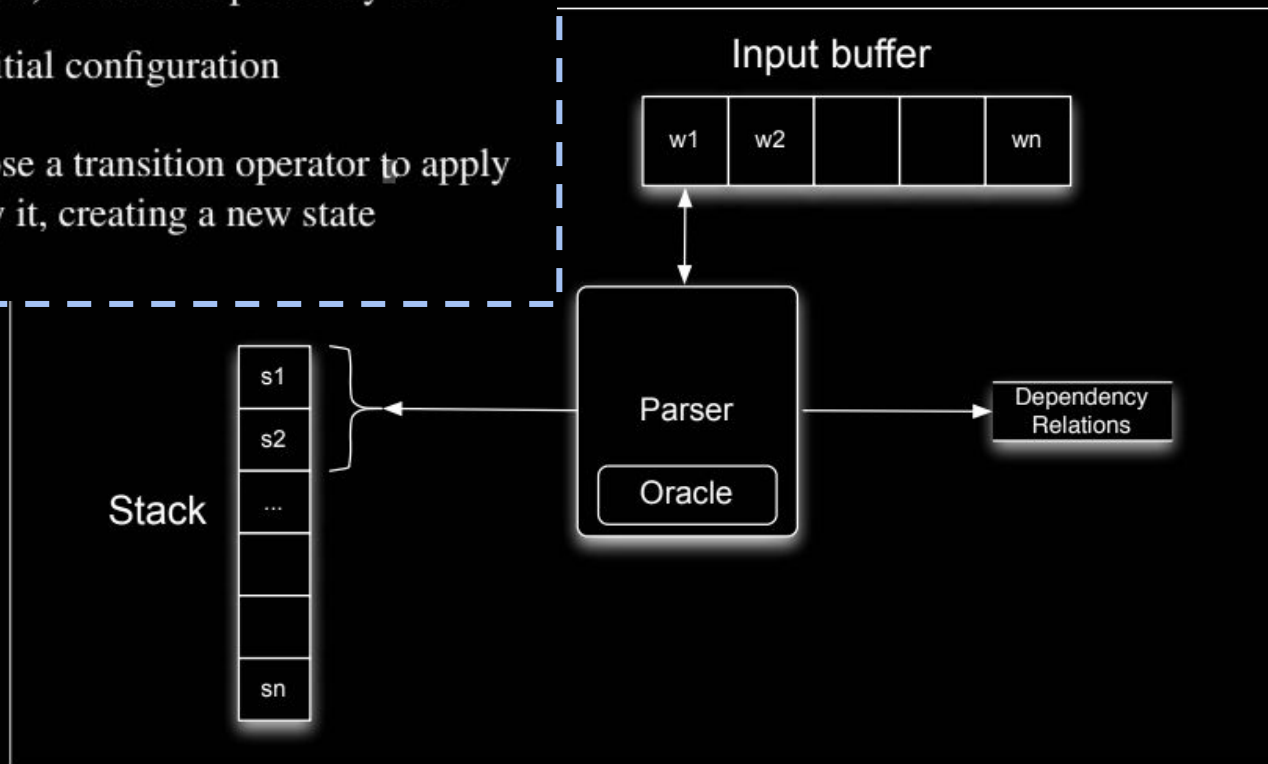 itial configuration
se a transition operator to apply
it, creating a new state
Input buffer
w1 w2 wn
s1
s2
...
sn
Stack
Parser
Oracle
Dependency
Relations